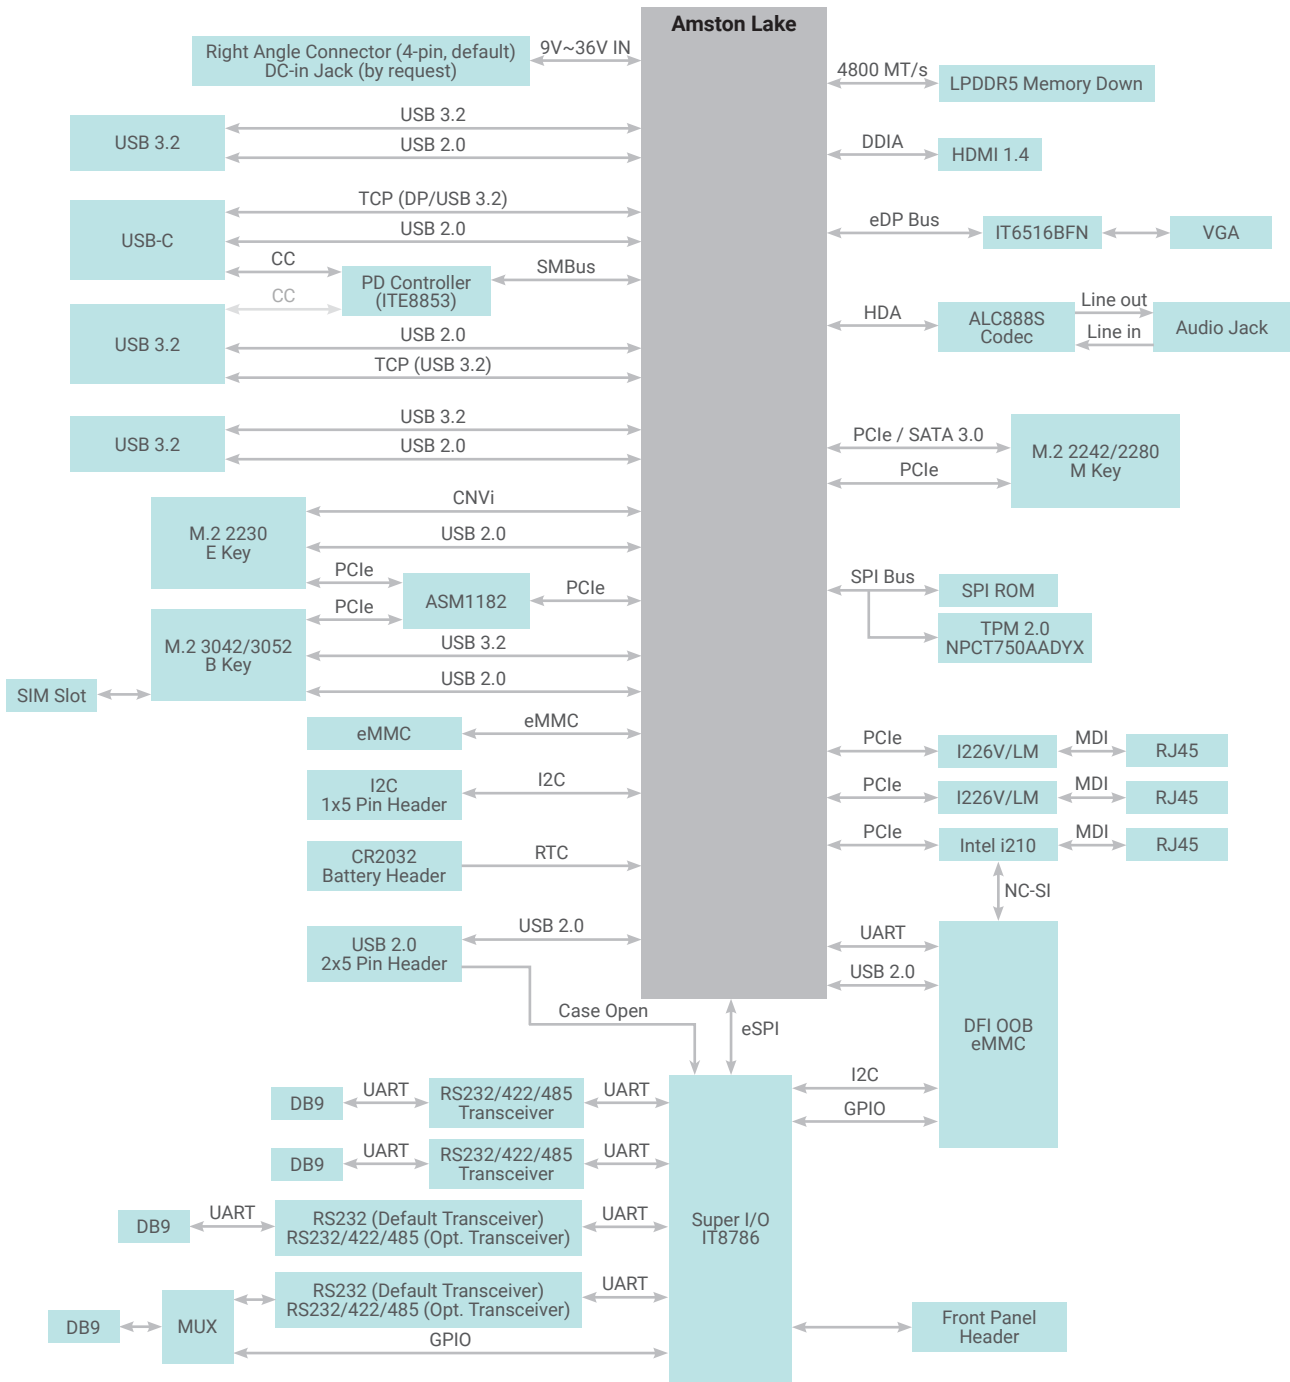 Amston Lake
Right Angle Connector (4-pin, default)
DC-in Jack (by request)
9V~36V IN
4800 MT/s
LPDDR5 Memory Down
USB 3.2
USB 3.2
USB 2.0
DDIA
HDMI 1.4
USB-C
TCP (DP/USB 3.2)
USB 2.0
CC
eDP Bus
IT6516BFN
VGA
PD Controller
(ITE8853)
SMBus
CC
USB 3.2
USB 2.0
TCP (USB 3.2)
HDA
ALC888S
Codec
Line out
Line in
Audio Jack
USB 3.2
USB 3.2
USB 2.0
PCIe / SATA 3.0
PCIe
M.2 2242/2280
M Key
M.2 2230
E Key
CNVi
USB 2.0
PCIe
PCIe
ASM1182
PCIe
SPI Bus
SPI ROM
TPM 2.0
NPCT750AADYX
M.2 3042/3052
B Key
USB 3.2
USB 2.0
SIM Slot
eMMC
eMMC
PCIe
I226V/LM
MDI
RJ45
I2C
1x5 Pin Header
I2C
PCIe
I226V/LM
MDI
RJ45
CR2032
Battery Header
RTC
PCIe
Intel i210
MDI
RJ45
NC-SI
USB 2.0
2x5 Pin Header
USB 2.0
UART
USB 2.0
DFI OOB
eMMC
Case Open
eSPI
I2C
GPIO
DB9
UART
RS232/422/485
Transceiver
UART
DB9
UART
RS232/422/485
Transceiver
UART
DB9
UART
RS232 (Default Transceiver)
RS232/422/485 (Opt. Transceiver)
UART
Super I/O
IT8786
RS232 (Default Transceiver)
RS232/422/485 (Opt. Transceiver)
UART
DB9
MUX
GPIO
Front Panel
Header